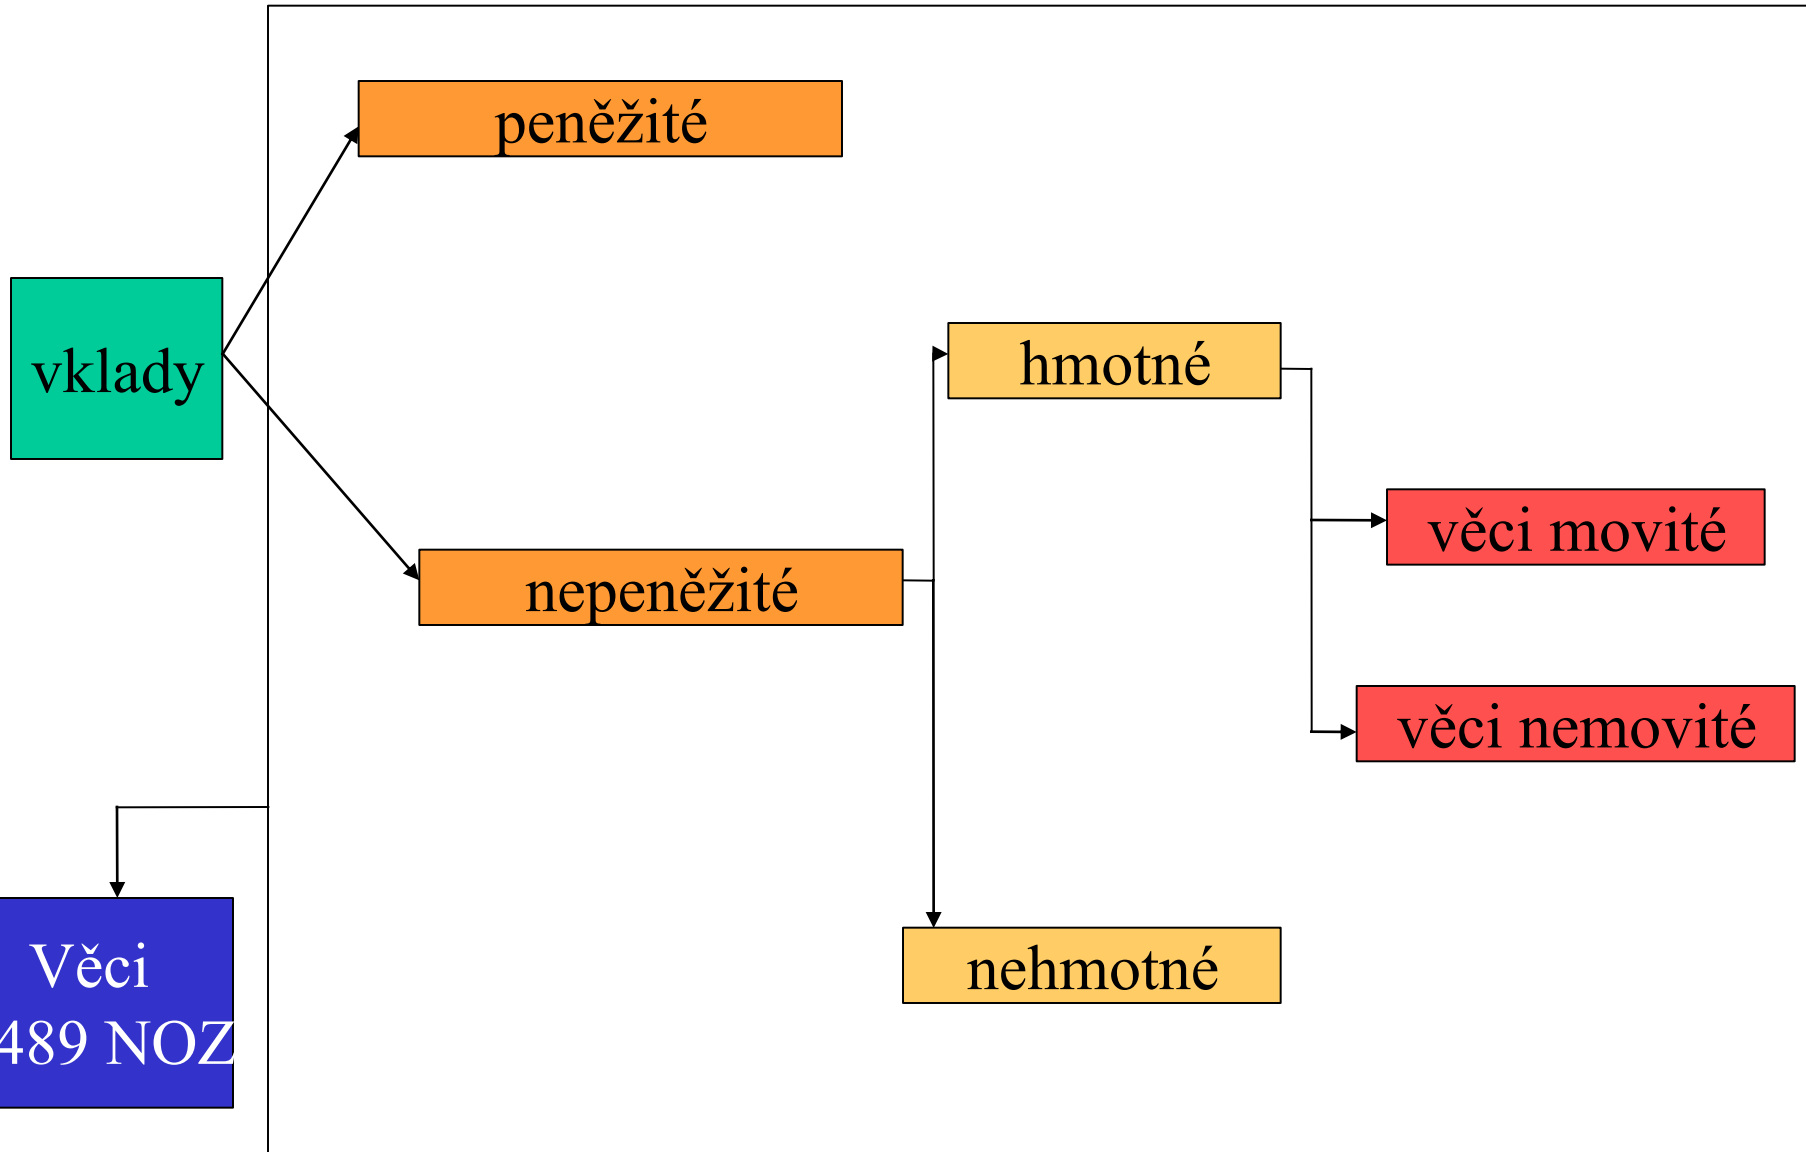 peněžité
vklady
hmotné
věci movité
nepeněžité
věci nemovité
Věci
489 NOZ
nehmotné